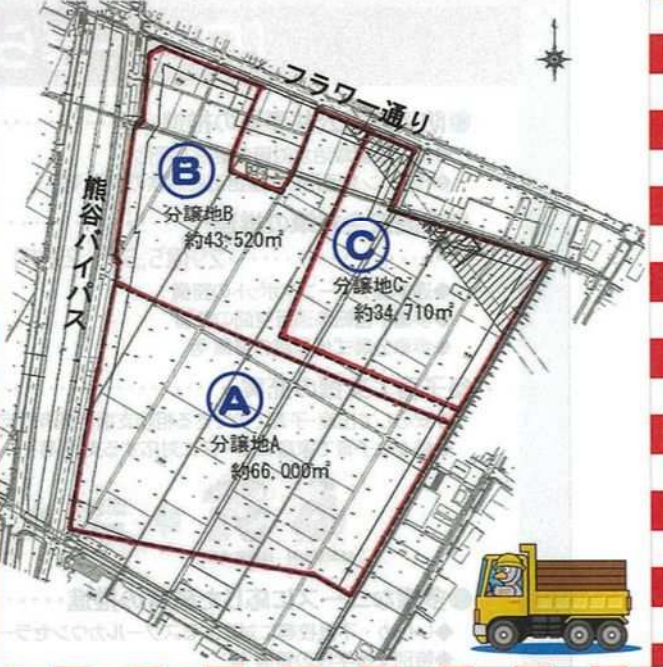 フラワー通り
熊谷バイパス
B
分譲地B
約43,520㎡
C
分譲地C
約34,710㎡
A
分譲地A
約66,000㎡